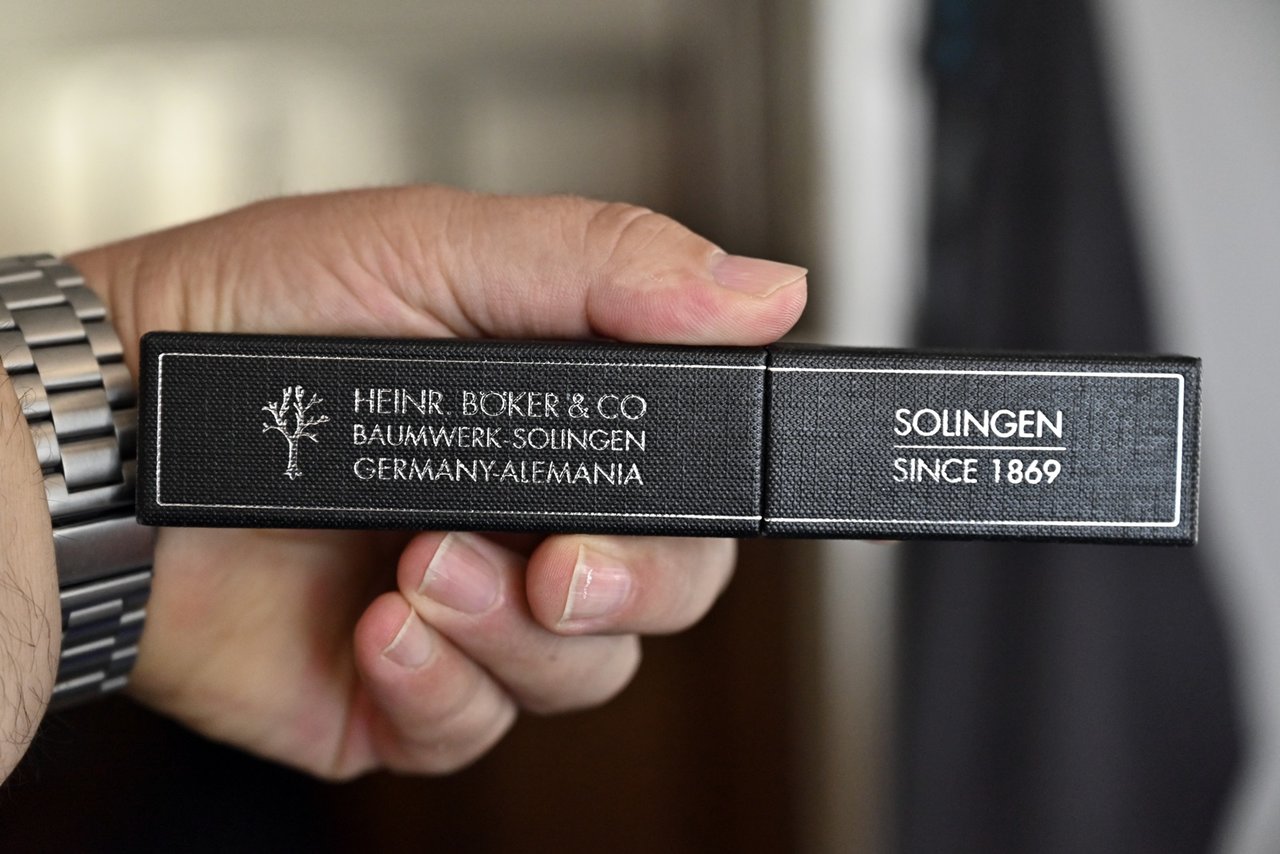 HEINR. BÖKER & CO
BAUMWERK-SOLINGEN
GERMANY-ALEMANIA
SOLINGEN
SINCE 1869